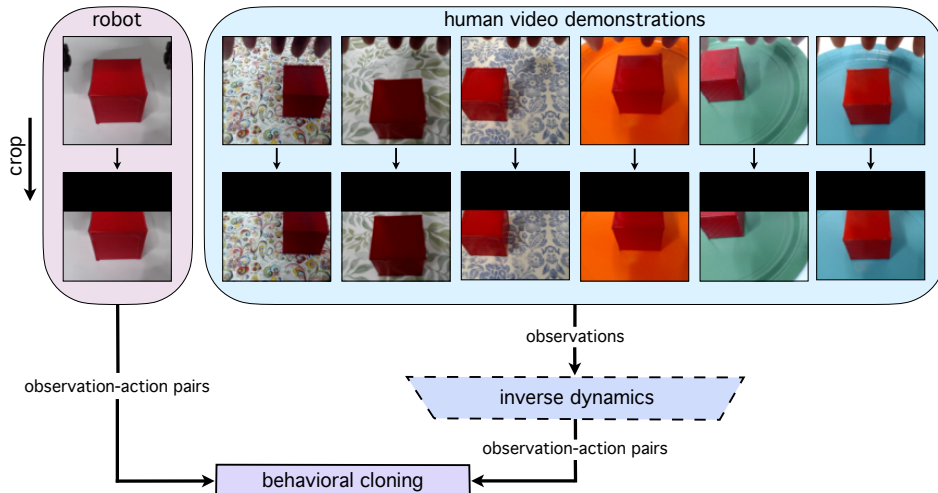 robot
human video demonstrations
crop
observations
observation-action pairs
inverse dynamics
observation-action pairs
behavioral cloning